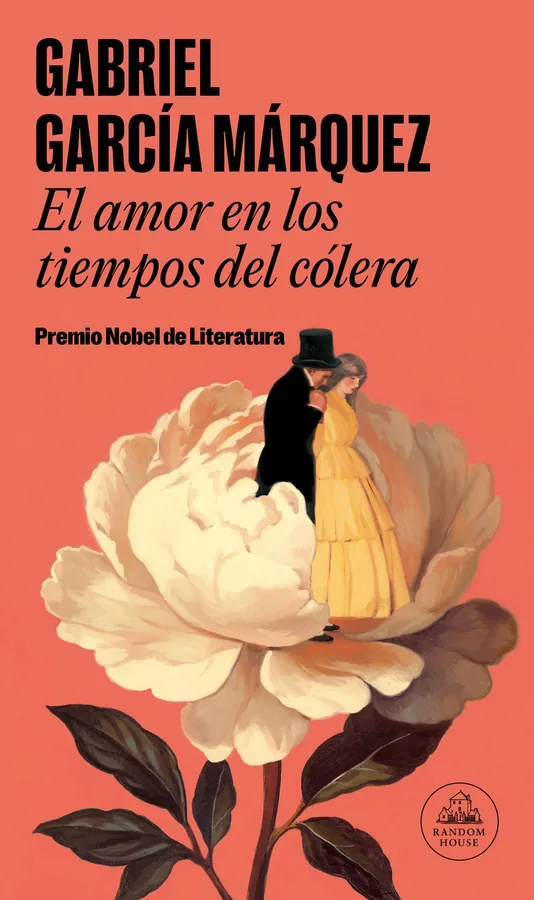 GABRIEL
GARCÍA MÁRQUEZ
El amor en los
tiempos del cólera
Premio Nobel de Literatura
RANDOM
HOUSE